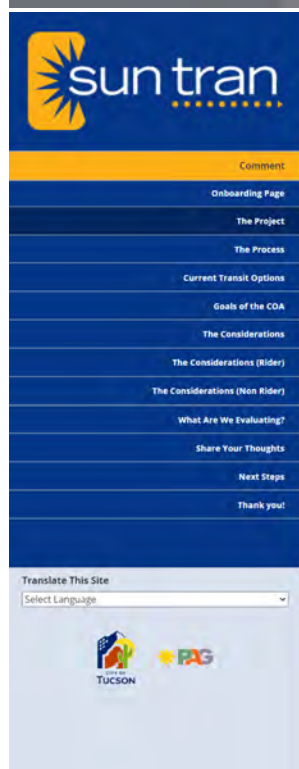 sun tran
Comment
Onboarding Page
The Project
The Process
Current Transit Options
Goals of the COA
The Considerations
The Considerations (Rider)
The Considerations (Non Rider)
What Are We Evaluating?
Share Your Thoughts
Next Steps
Thank you!
Translate This Site
Select Language
CITY OF
TUCSON
PAG